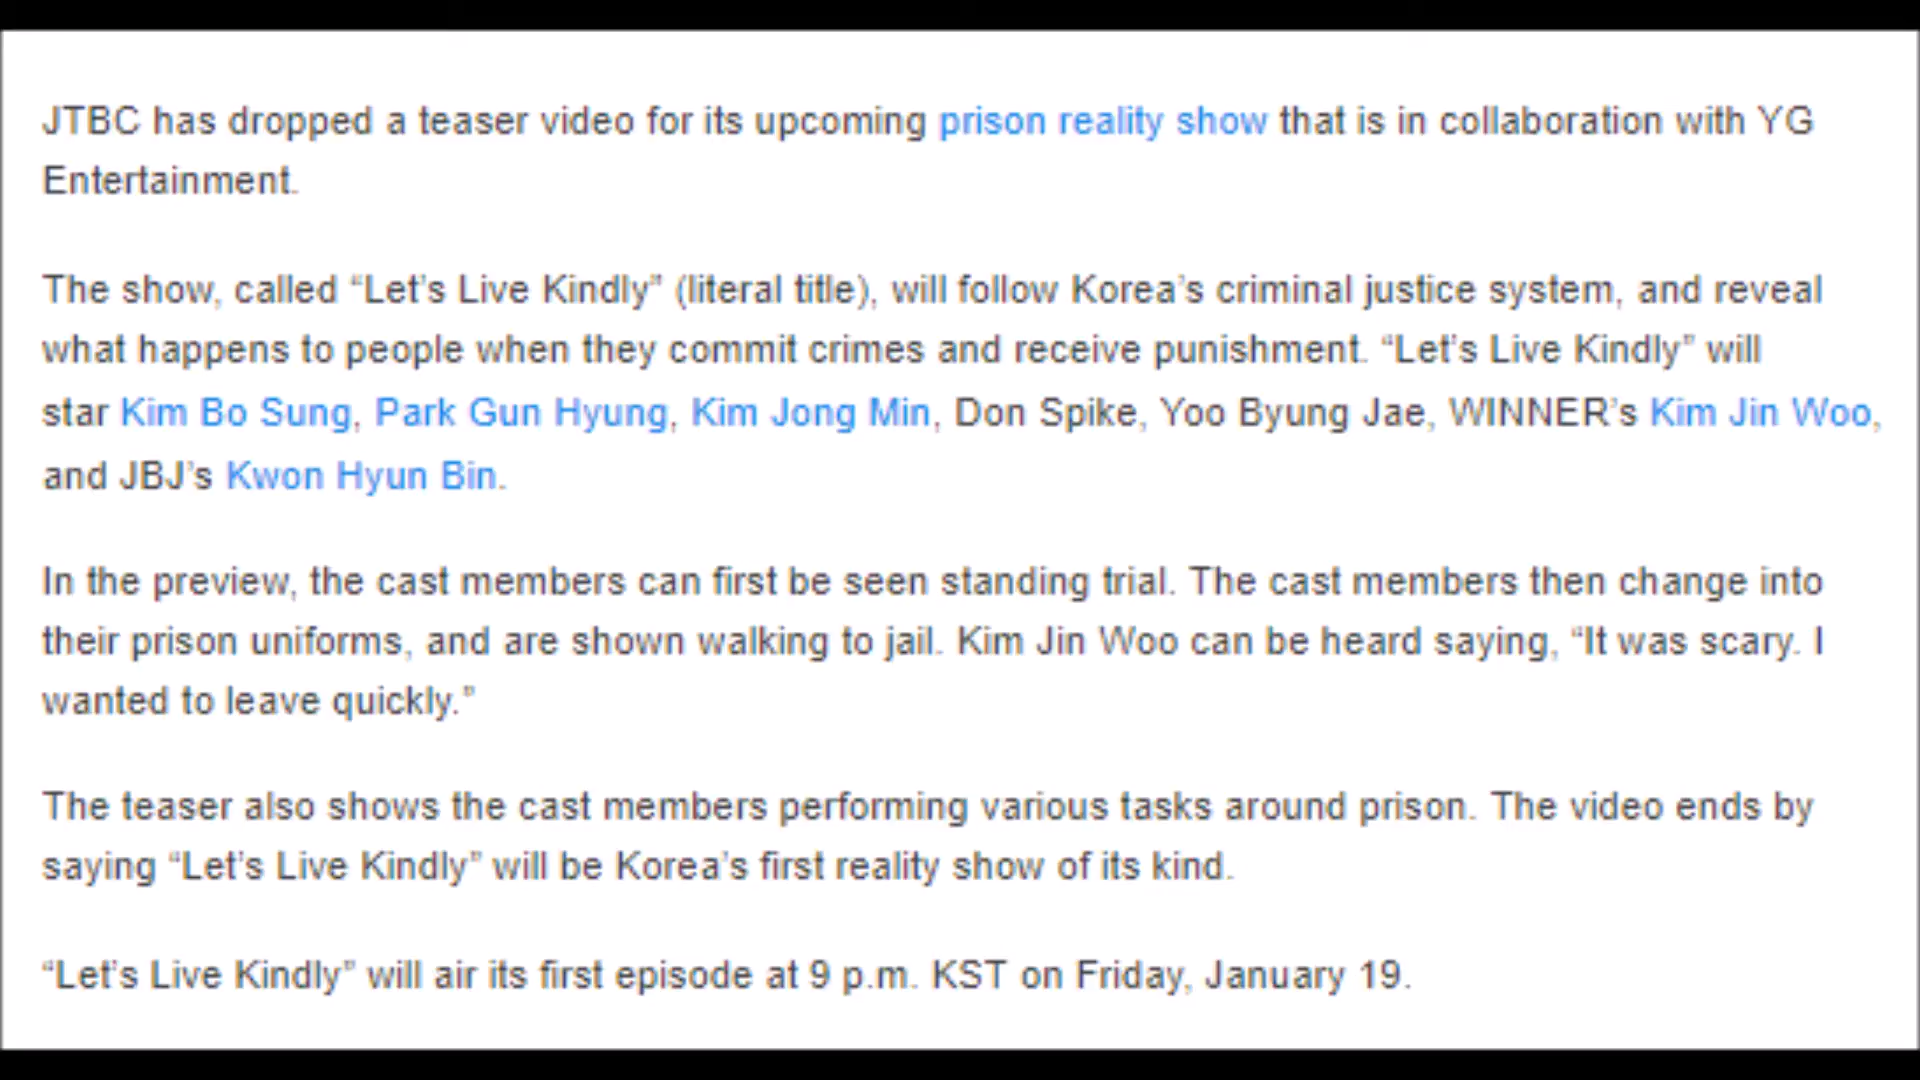 JTBC has dropped a teaser video for its upcoming prison reality show that is in collaboration with YG
Entertainment.
The show, called “Let’s Live Kindly” (literal title), will follow Korea’s criminal justice system, and reveal
what happens to people when they commit crimes and receive punishment. “Let’s Live Kindly” will
star Kim Bo Sung, Park Gun Hyung, Kim Jong Min, Don Spike, Yoo Byung Jae, WINNER’s Kim Jin Woo,
and JBJ’s Kwon Hyun Bin.
In the preview, the cast members can first be seen standing trial. The cast members then change into
their prison uniforms, and are shown walking to jail. Kim Jin Woo can be heard saying, “It was scary. I
wanted to leave quickly.”
The teaser also shows the cast members performing various tasks around prison. The video ends by
saying “Let’s Live Kindly” will be Korea’s first reality show of its kind.
“Let’s Live Kindly” will air its first episode at 9 p.m. KST on Friday, January 19.